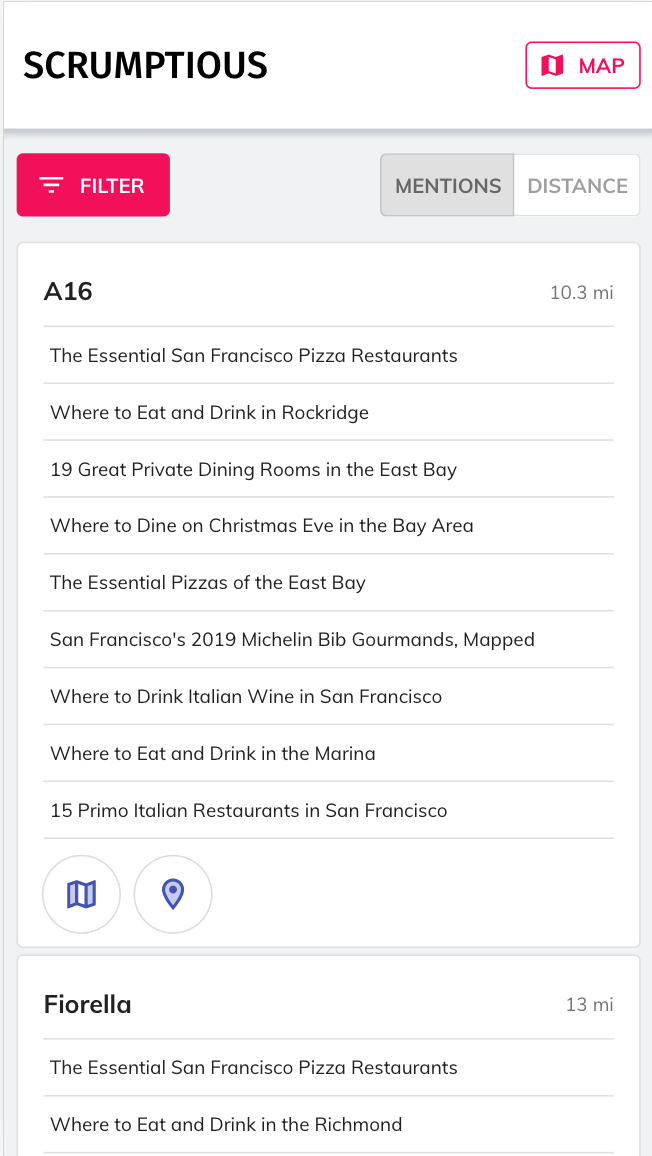 SCRUMPTIOUS
MAP
FILTER
MENTIONS
DISTANCE
A16
10.3 mi
The Essential San Francisco Pizza Restaurants
Where to Eat and Drink in Rockridge
19 Great Private Dining Rooms in the East Bay
Where to Dine on Christmas Eve in the Bay Area
The Essential Pizzas of the East Bay
San Francisco's 2019 Michelin Bib Gourmands, Mapped
Where to Drink Italian Wine in San Francisco
Where to Eat and Drink in the Marina
15 Primo Italian Restaurants in San Francisco
Fiorella
13 mi
The Essential San Francisco Pizza Restaurants
Where to Eat and Drink in the Richmond